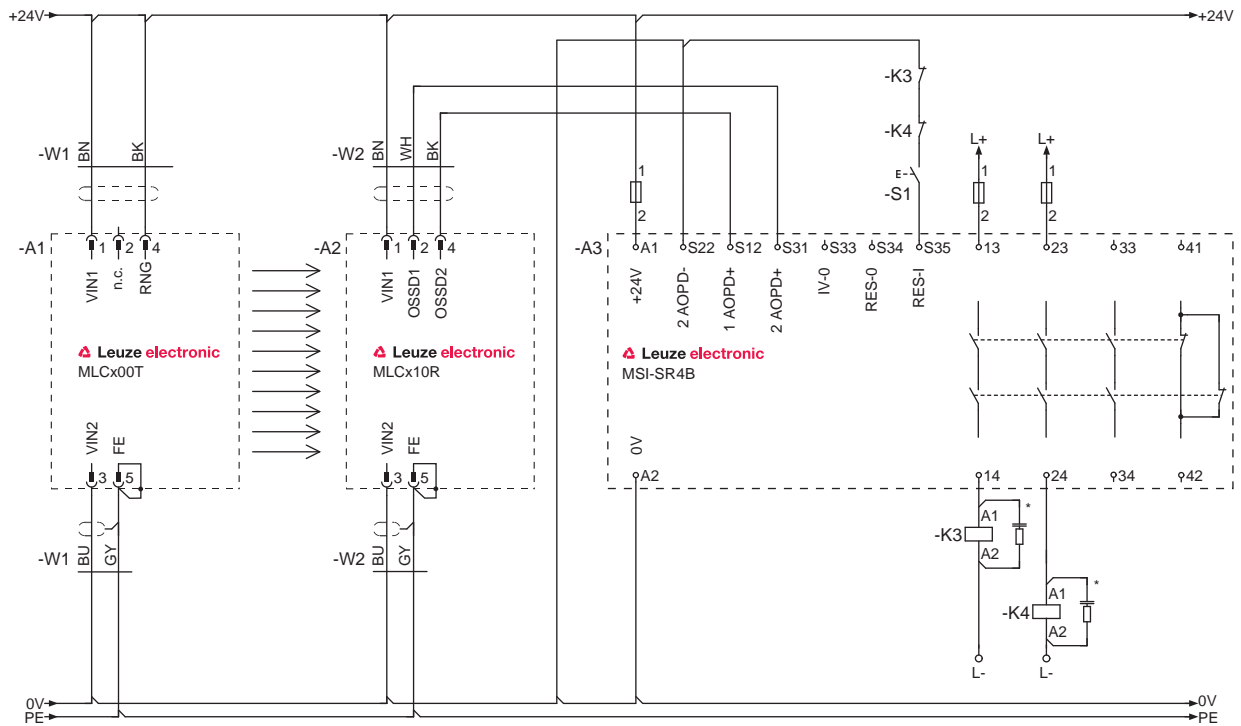 +24V
+24V
-K3
-K4
-S1
E
L+
L+
-W1
BN
BK
-W2
BN
WH
BK
1
2
1
2
1
2
-A1
1
2
4
-A2
1
2
4
-A3
A1
S22
S12
S31
S33
S34
S35
13
23
33
41
VIN1
n.c.
RNG
VIN1
OSSD1
OSSD2
+24V
2 AOPD-
1 AOPD+
2 AOPD+
IV-0
RES-0
RES-I
Leuze electronic
MLCx00T
Leuze electronic
MLCx10R
Leuze electronic
MSI-SR4B
VIN2
FE
VIN2
FE
0V
3
5
3
5
A2
14
24
34
42
-W1
BU
GY
-W2
BU
GY
-K3
A1
A2
*
-K4
A1
A2
*
L-
L-
0V
0V
PE
PE